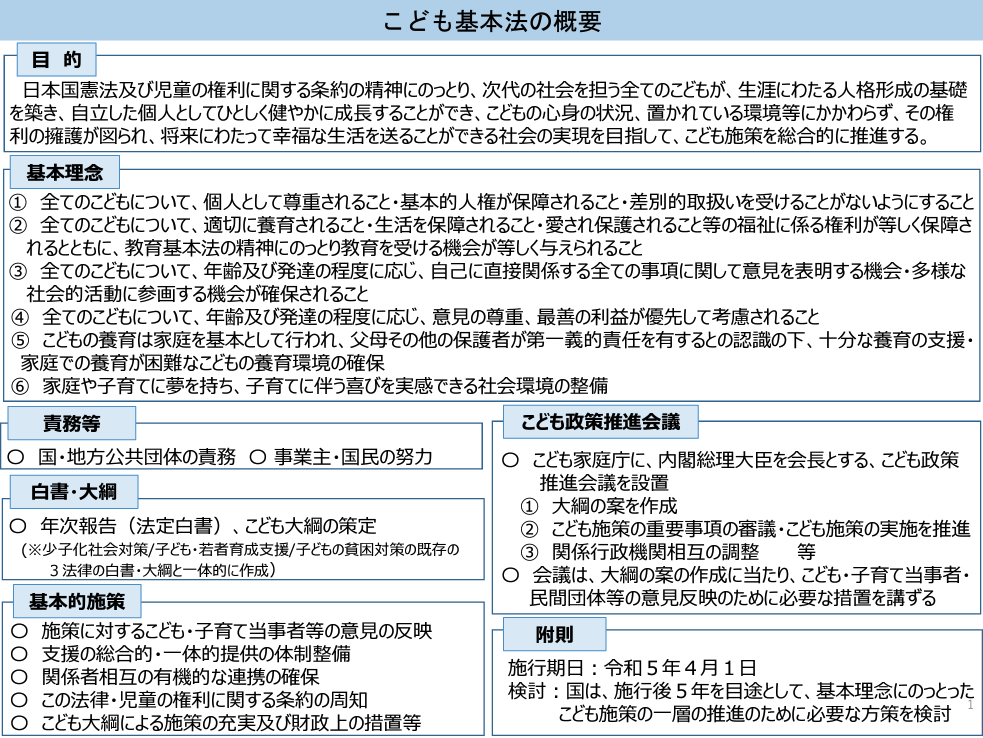 こども基本法の概要
目 的
日本国憲法及び児童の権利に関する条約の精神にのっとり、次代の社会を担う全てのこどもが、生涯にわたる人格形成の基礎
を築き、自立した個人としてひとしく健やかに成長することができ、こどもの心身の状況、置かれている環境等にかかわらず、その権
利の擁護が図られ、将来にわたって幸福な生活を送ることができる社会の実現を目指して、こども施策を総合的に推進する。
基本理念
① 全てのこどもについて、個人として尊重されること・基本的人権が保障されること・差別的取扱いを受けることがないようにすること
② 全てのこどもについて、適切に養育されること・生活を保障されること・愛され保護されること等の福祉に係る権利が等しく保障さ
れるとともに、教育基本法の精神にのっとり教育を受ける機会が等しく与えられること
③ 全てのこどもについて、年齢及び発達の程度に応じ、自己に直接関係する全ての事項に関して意見を表明する機会・多様な
社会的活動に参画する機会が確保されること
④ 全てのこどもについて、年齢及び発達の程度に応じ、意見の尊重、最善の利益が優先して考慮されること
⑤ こどもの養育は家庭を基本として行われ、父母その他の保護者が第一義的責任を有するとの認識の下、十分な養育の支援・
家庭での養育が困難なこどもの養育環境の確保
⑥ 家庭や子育てに夢を持ち、子育てに伴う喜びを実感できる社会環境の整備
責務等
○ 国・地方公共団体の責務 ○ 事業主・国民の努力
白書・大綱
○ 年次報告（法定白書）、こども大綱の策定
(※少子化社会対策/子ども・若者育成支援/子どもの貧困対策の既存の
３法律の白書・大綱と一体的に作成）
基本的施策
○ 施策に対するこども・子育て当事者等の意見の反映
○ 支援の総合的・一体的提供の体制整備
○ 関係者相互の有機的な連携の確保
○ この法律・児童の権利に関する条約の周知
○ こども大綱による施策の充実及び財政上の措置等
こども政策推進会議
○ こども家庭庁に、内閣総理大臣を会長とする、こども政策
推進会議を設置
① 大綱の案を作成
② こども施策の重要事項の審議・こども施策の実施を推進
③ 関係行政機関相互の調整 等
○ 会議は、大綱の案の作成に当たり、こども・子育て当事者・
民間団体等の意見反映のために必要な措置を講ずる
附則
施行期日：令和５年４月１日
検討：国は、施行後５年を目途として、基本理念にのっとった
こども施策の一層の推進のために必要な方策を検討
1